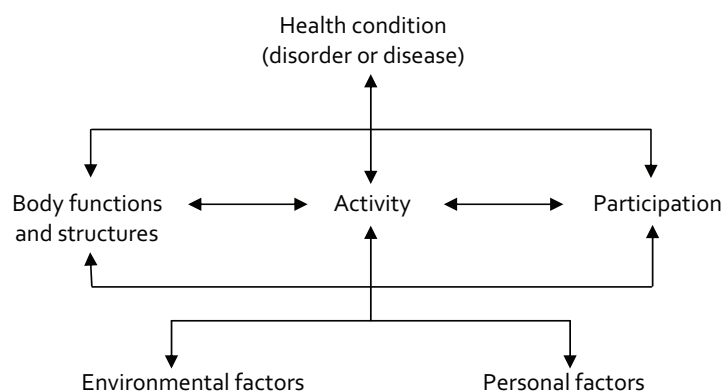 Health condition
(disorder or disease)
Body functions
and structures
Activity
Participation
Environmental factors
Personal factors